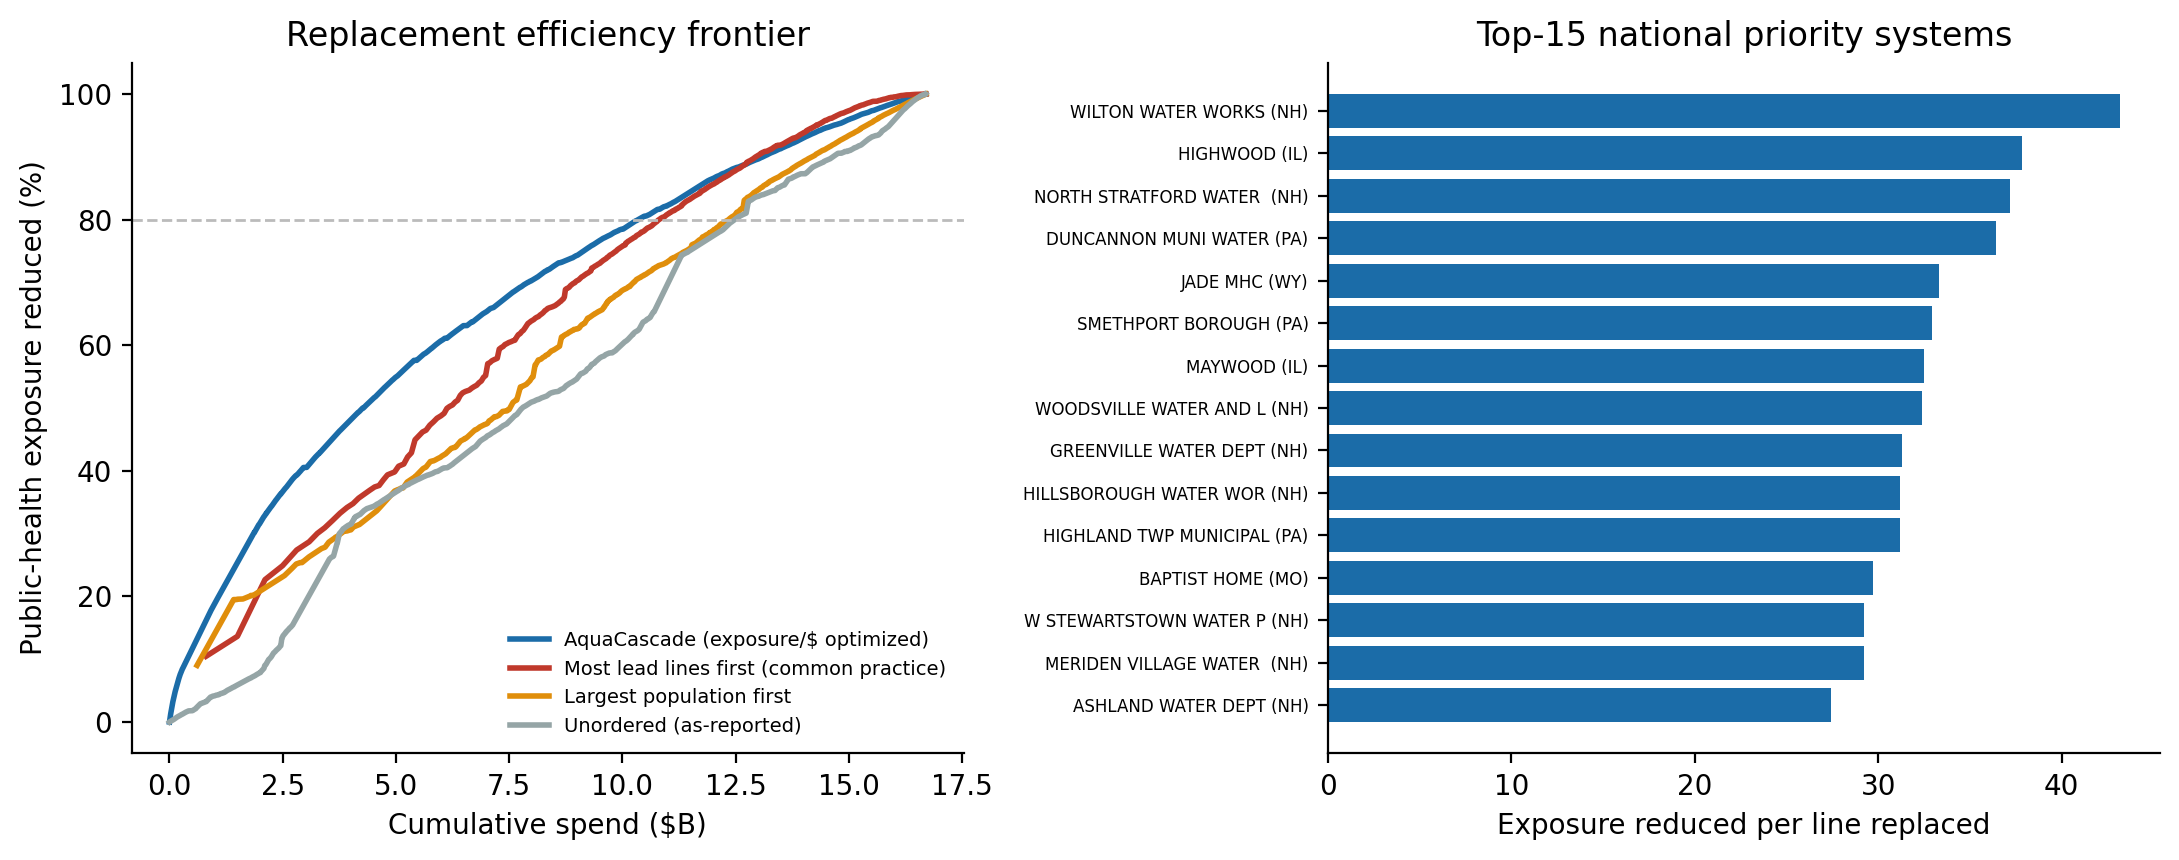 Replacement efficiency frontier
Public-health exposure reduced (%)
100
80
60
40
20
0
AquaCascade (exposure/$ optimized)
Most lead lines first (common practice)
Largest population first
Unordered (as-reported)
0.0 2.5 5.0 7.5 10.0 12.5 15.0 17.5
Cumulative spend ($B)
Top-15 national priority systems
WILTON WATER WORKS (NH)
HIGHWOOD (IL)
NORTH STRATFORD WATER  (NH)
DUNCANNON MUNI WATER (PA)
JADE MHC (WY)
SMETHPORT BOROUGH (PA)
MAYWOOD (IL)
WOODSVILLE WATER AND L (NH)
GREENVILLE WATER DEPT (NH)
HILLSBOROUGH WATER WOR (NH)
HIGHLAND TWP MUNICIPAL (PA)
BAPTIST HOME (MO)
W STEWARTSTOWN WATER P (NH)
MERIDEN VILLAGE WATER  (NH)
ASHLAND WATER DEPT (NH)
0 10 20 30 40
Exposure reduced per line replaced